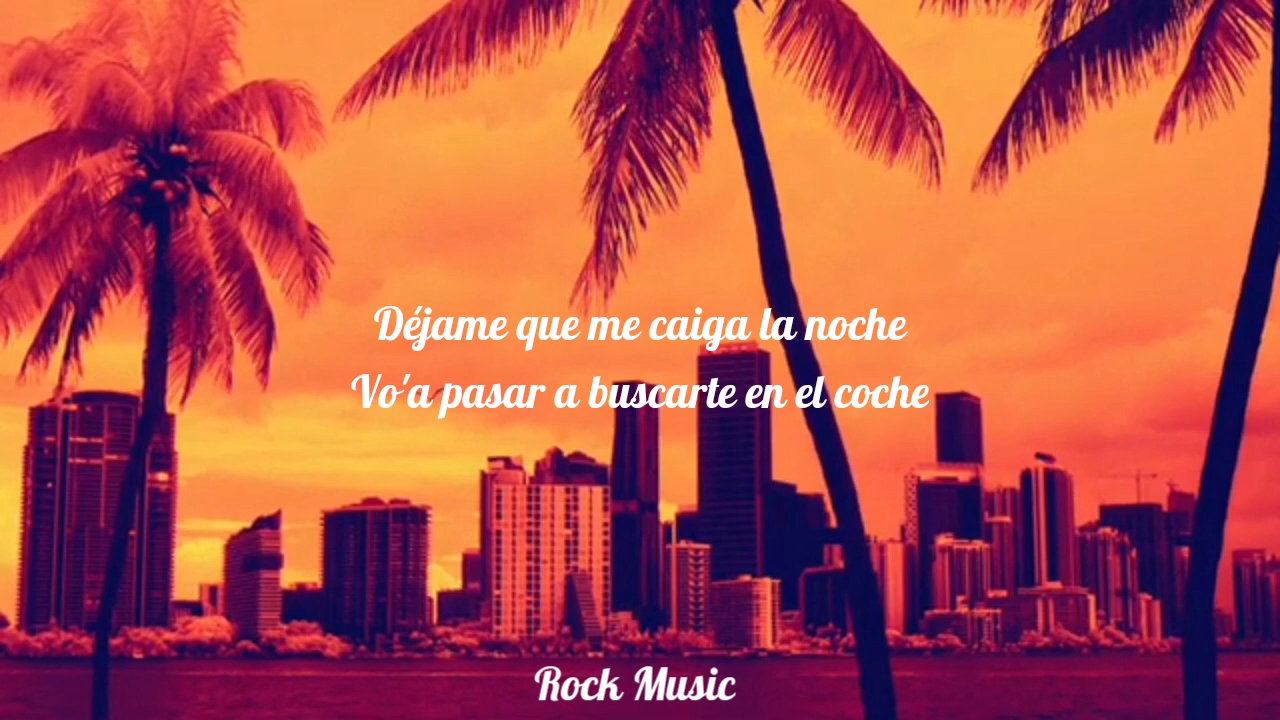 Déjame que me caiga la noche
Vo'a pasar a buscarte en el coche
Rock Music